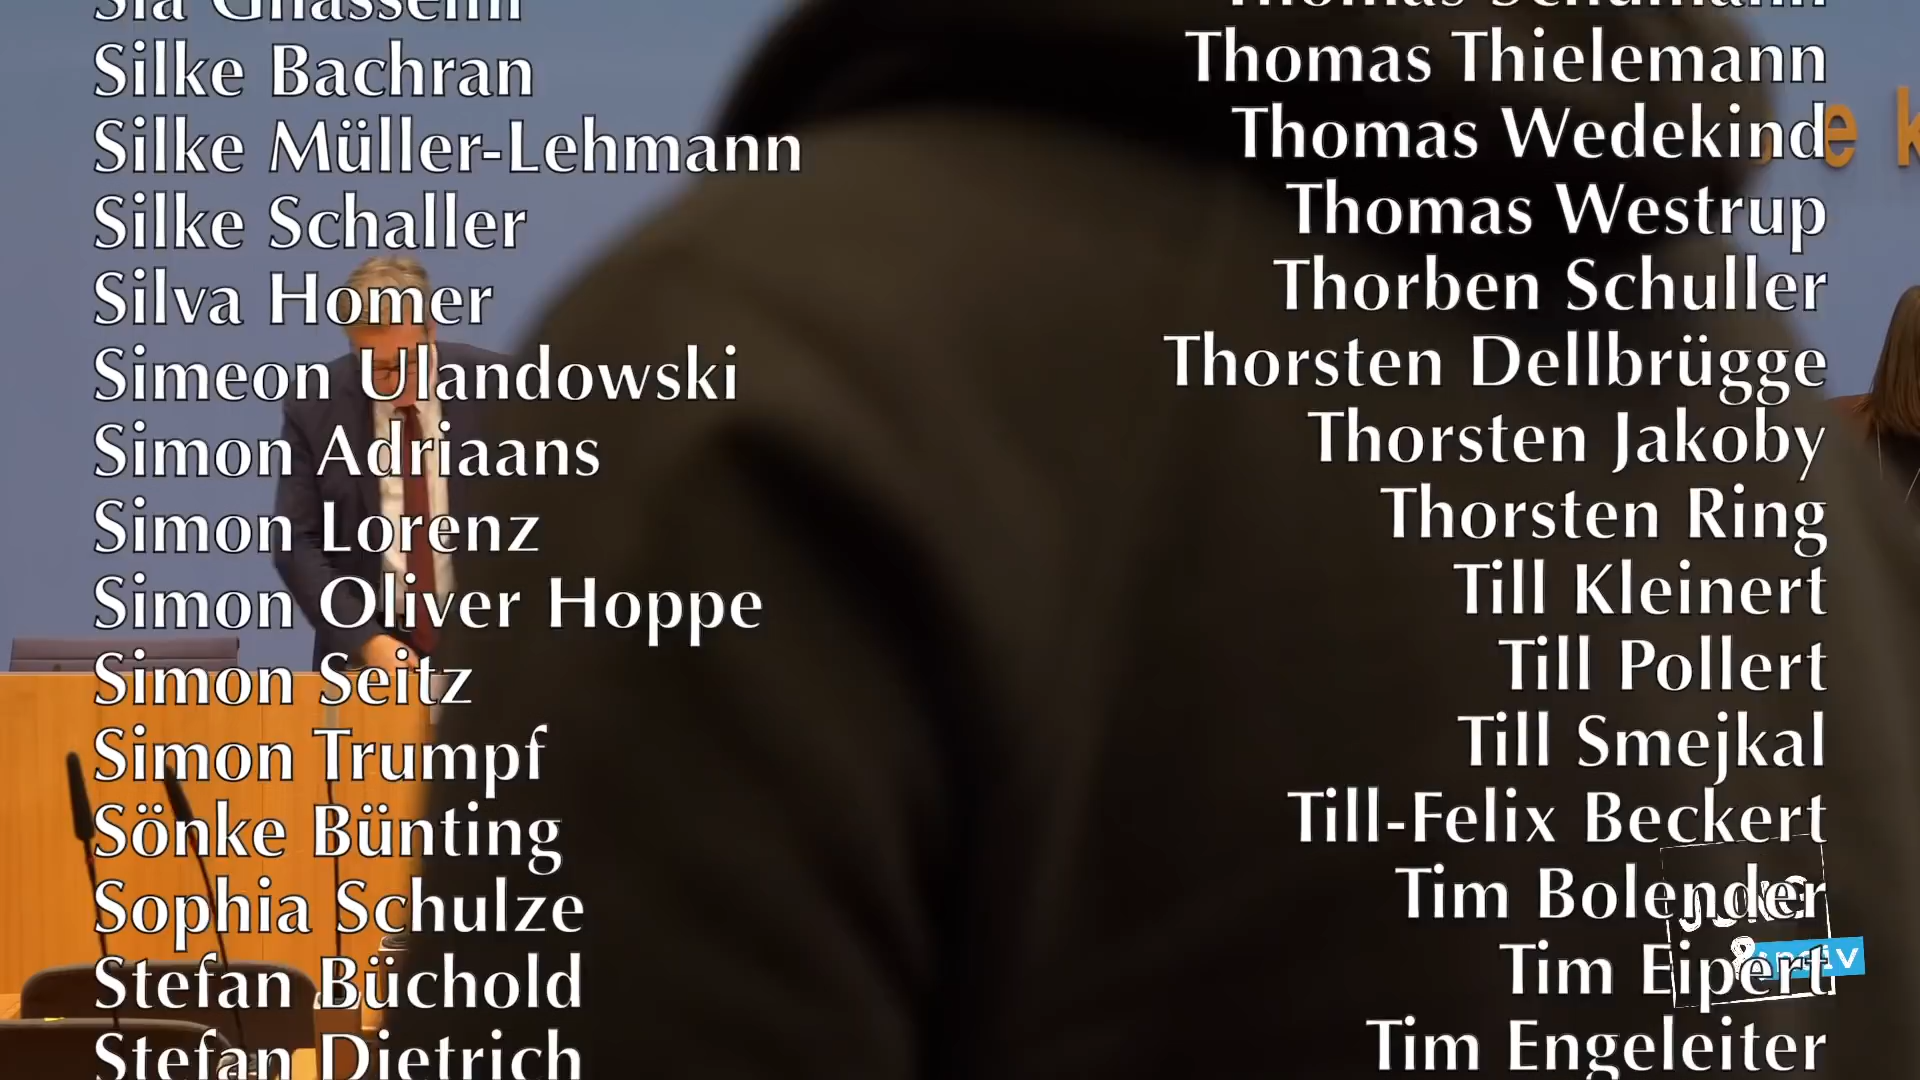 Silke Bachran
Silke Müller-Lehmann
Silke Schaller
Silva Homer
Simeon Ulandowski
Simon Adriaans
Simon Lorenz
Simon Oliver Hoppe
Simon Seitz
Simon Trumpf
Sönke Bünting
Sophia Schulze
Stefan Büchold
Stefan Dietrich
Thomas Schumann
Thomas Thielemann
Thomas Wedekind
Thomas Westrup
Thorben Schuller
Thorsten Dellbrügge
Thorsten Jakoby
Thorsten Ring
Till Kleinert
Till Pollert
Till Smejkal
Till-Felix Beckert
Tim Bolender
Tim Eipert
Tim Engeleiter